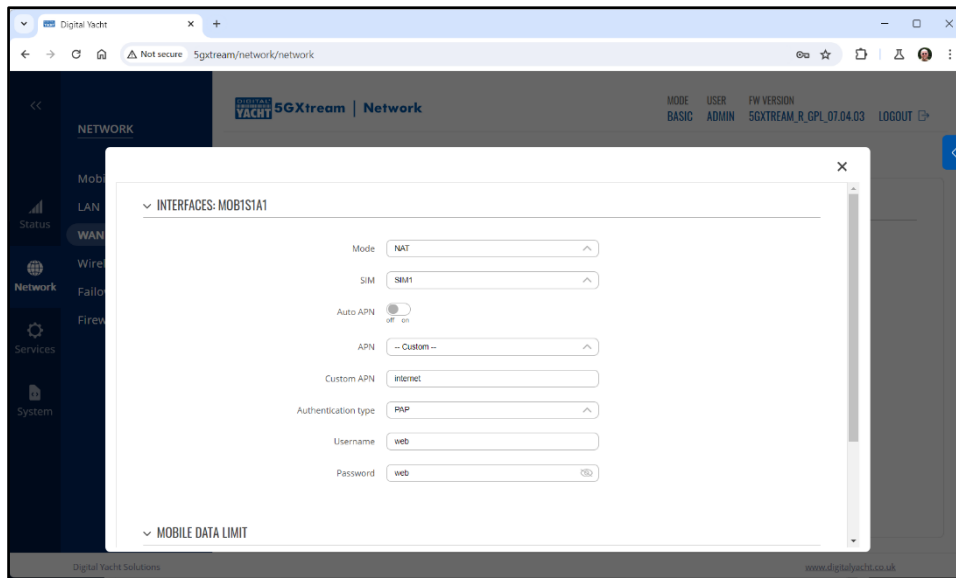 Digital Yacht
Not secure 5gxtream/network/network
DIGITAL YACHT 5GXtream | Network
MODE USER FW VERSION
BASIC ADMIN 5GXTREAM_R_GPL_07.04.03 LOGOUT
NETWORK
Mobi
LAN
WAN
Wirel
Failo
Firew
Status
Network
Services
System
INTERFACES: MOB1S1A1
Mode NAT
SIM SIM1
Auto APN
off on
APN -- Custom --
Custom APN internet
Authentication type PAP
Username web
Password web
MOBILE DATA LIMIT
Digital Yacht Solutions www.digitalyacht.co.uk